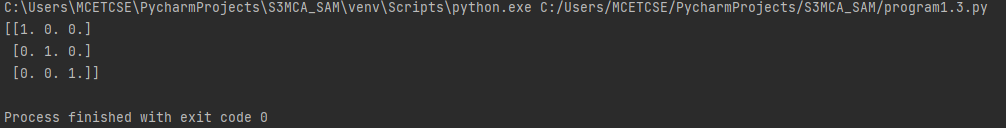 C:\Users\MCETCSE\PycharmProjects\S3MCA_SAM\venv\Scripts\python.exe C:/Users/MCETCSE/PycharmProjects/S3MCA_SAM/program1.3.py
[[1. 0. 0.]
 [0. 1. 0.]
 [0. 0. 1.]]
Process finished with exit code 0